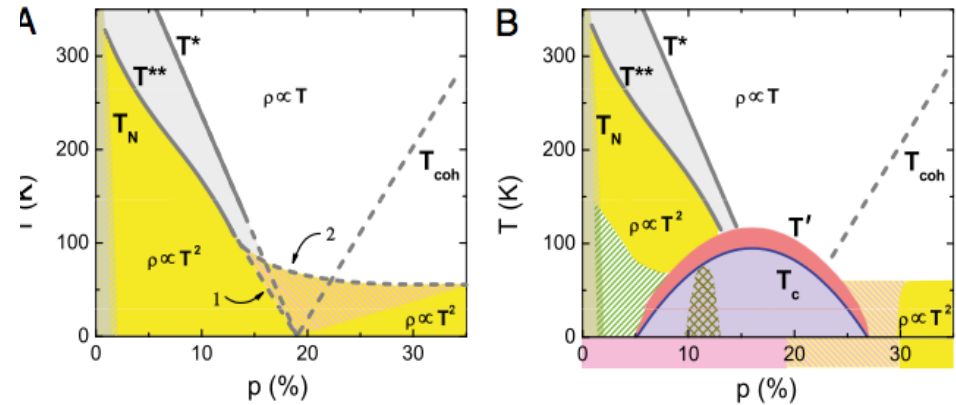 A
B
300
200
100
0
T (K)
T*
T**
T_N
ρ∝T
T_coh
ρ∝T²
1
2
ρ∝T²
0
10
20
30
p (%)
300
200
100
0
T (K)
T*
T**
T_N
ρ∝T
T_coh
ρ∝T²
T′
T_c
ρ∝T²
0
10
20
30
p (%)